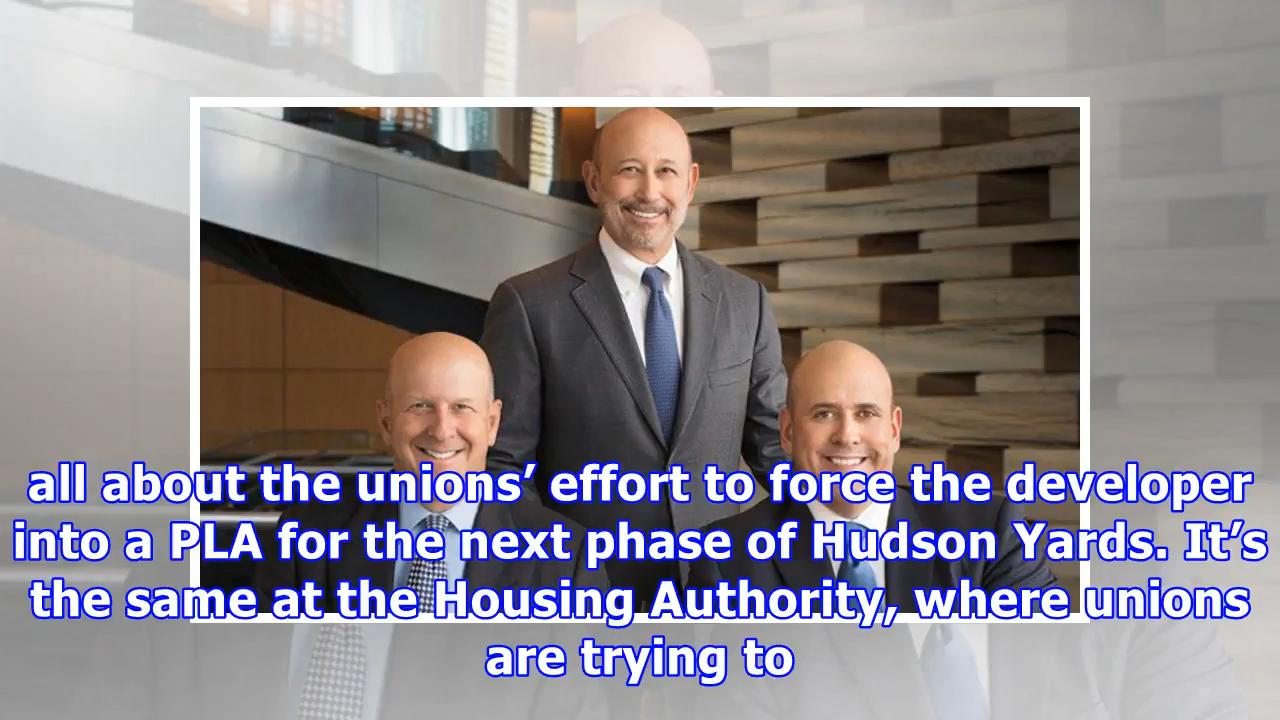 all about the unions’ effort to force the developer
into a PLA for the next phase of Hudson Yards. It’s
the same at the Housing Authority, where unions
are trying to